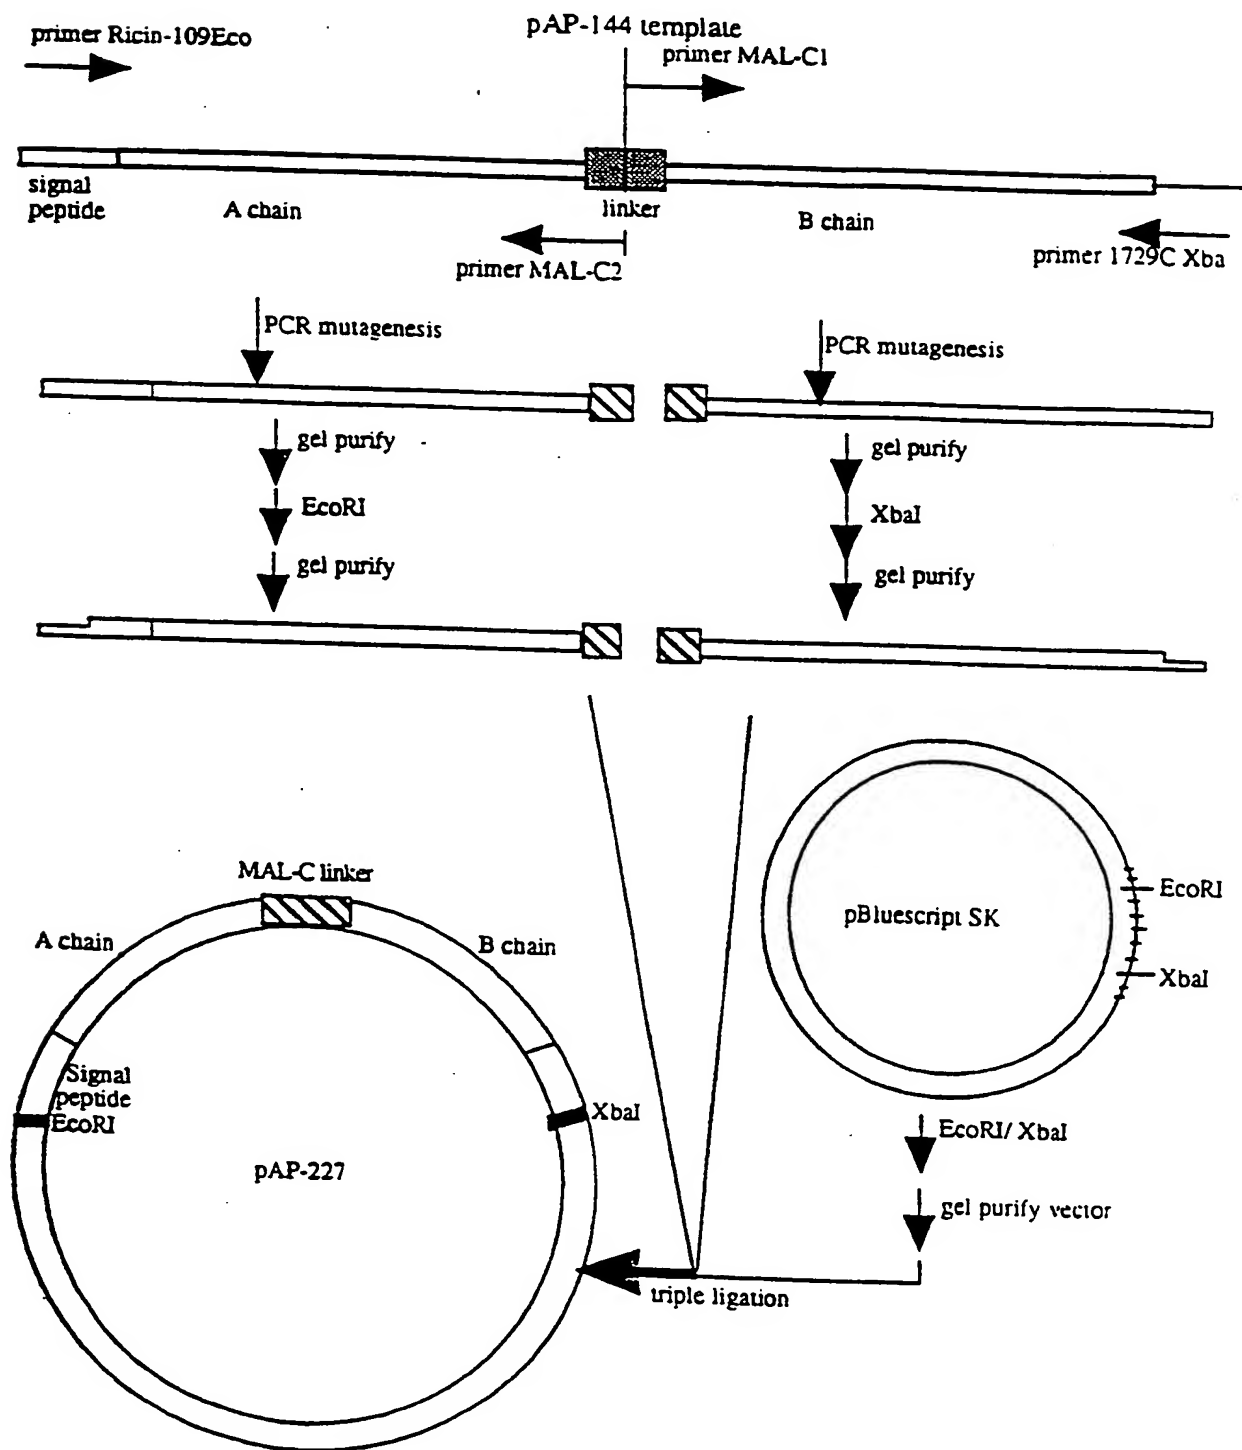 primer Ricin-109Eco
pAP-144 template
primer MAL-C1
signal
peptide
A chain
linker
B chain
primer MAL-C2
primer 1729C Xba
PCR mutagenesis
PCR mutagenesis
gel purify
gel purify
EcoRI
XbaI
gel purify
gel purify
MAL-C linker
A chain
B chain
pBluescript SK
EcoRI
XbaI
Signal
peptide
EcoRI
XbaI
pAP-227
EcoRI/ XbaI
gel purify vector
triple ligation